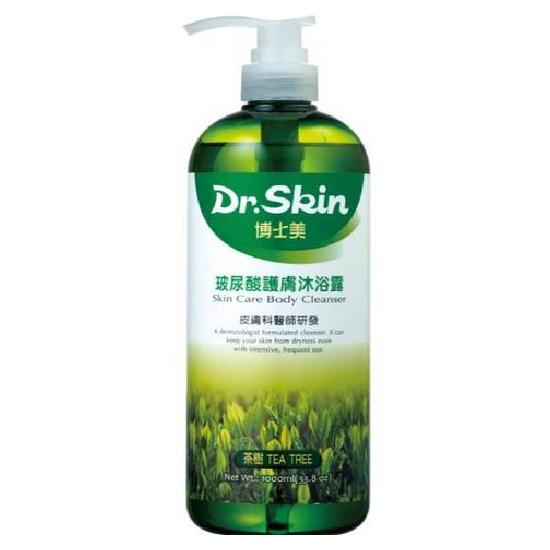 Dr.Skin
博士美
玻尿酸護膚沐浴露
Skin Care Body Cleanser
皮膚科醫師研發
A dermatologist formulated cleanser. It can
keep your skin from dryness even
with intensive, frequent use.
茶樹 TEA TREE
Net Wt.: 1000ml(33.8 oz)